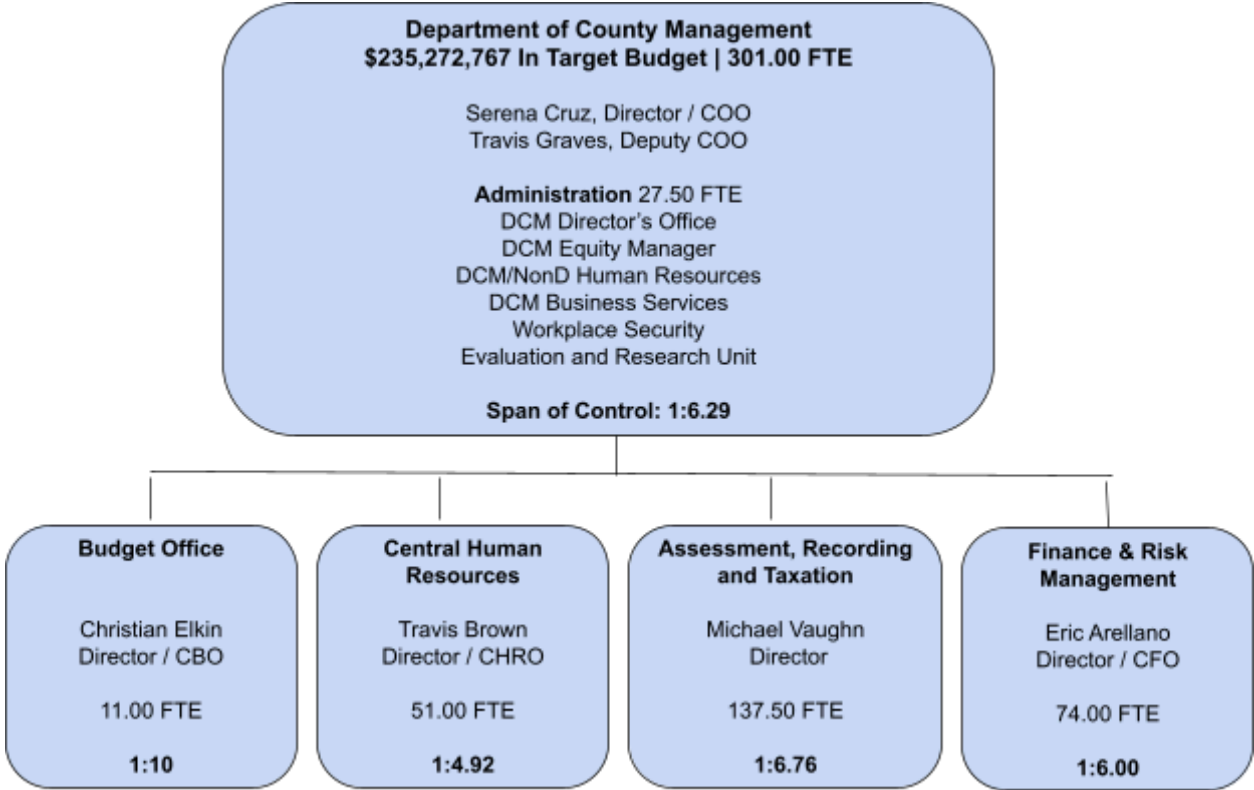 Department of County Management
$235,272,767 In Target Budget | 301.00 FTE
Serena Cruz, Director / COO
Travis Graves, Deputy COO
Administration 27.50 FTE
DCM Director's Office
DCM Equity Manager
DCM/NonD Human Resources
DCM Business Services
Workplace Security
Evaluation and Research Unit
Span of Control: 1:6.29
Budget Office
Christian Elkin
Director / CBO
11.00 FTE
1:10
Central Human
Resources
Travis Brown
Director / CHRO
51.00 FTE
1:4.92
Assessment, Recording
and Taxation
Michael Vaughn
Director
137.50 FTE
1:6.76
Finance & Risk
Management
Eric Arellano
Director / CFO
74.00 FTE
1:6.00